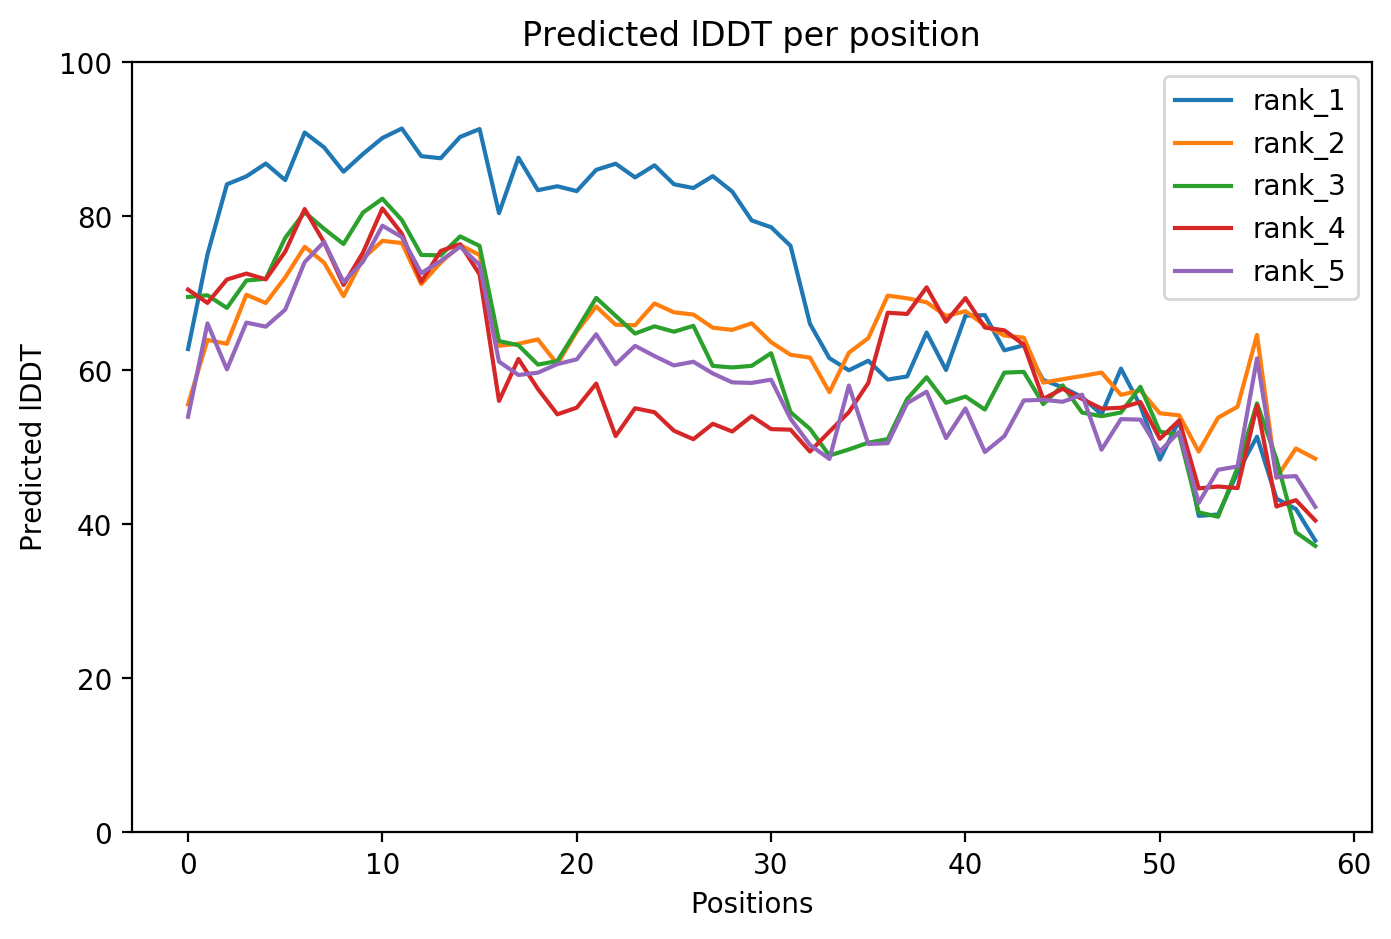 Predicted lDDT per position
100
80
60
40
20
0
Predicted lDDT
0 10 20 30 40 50 60
Positions
rank_1
rank_2
rank_3
rank_4
rank_5